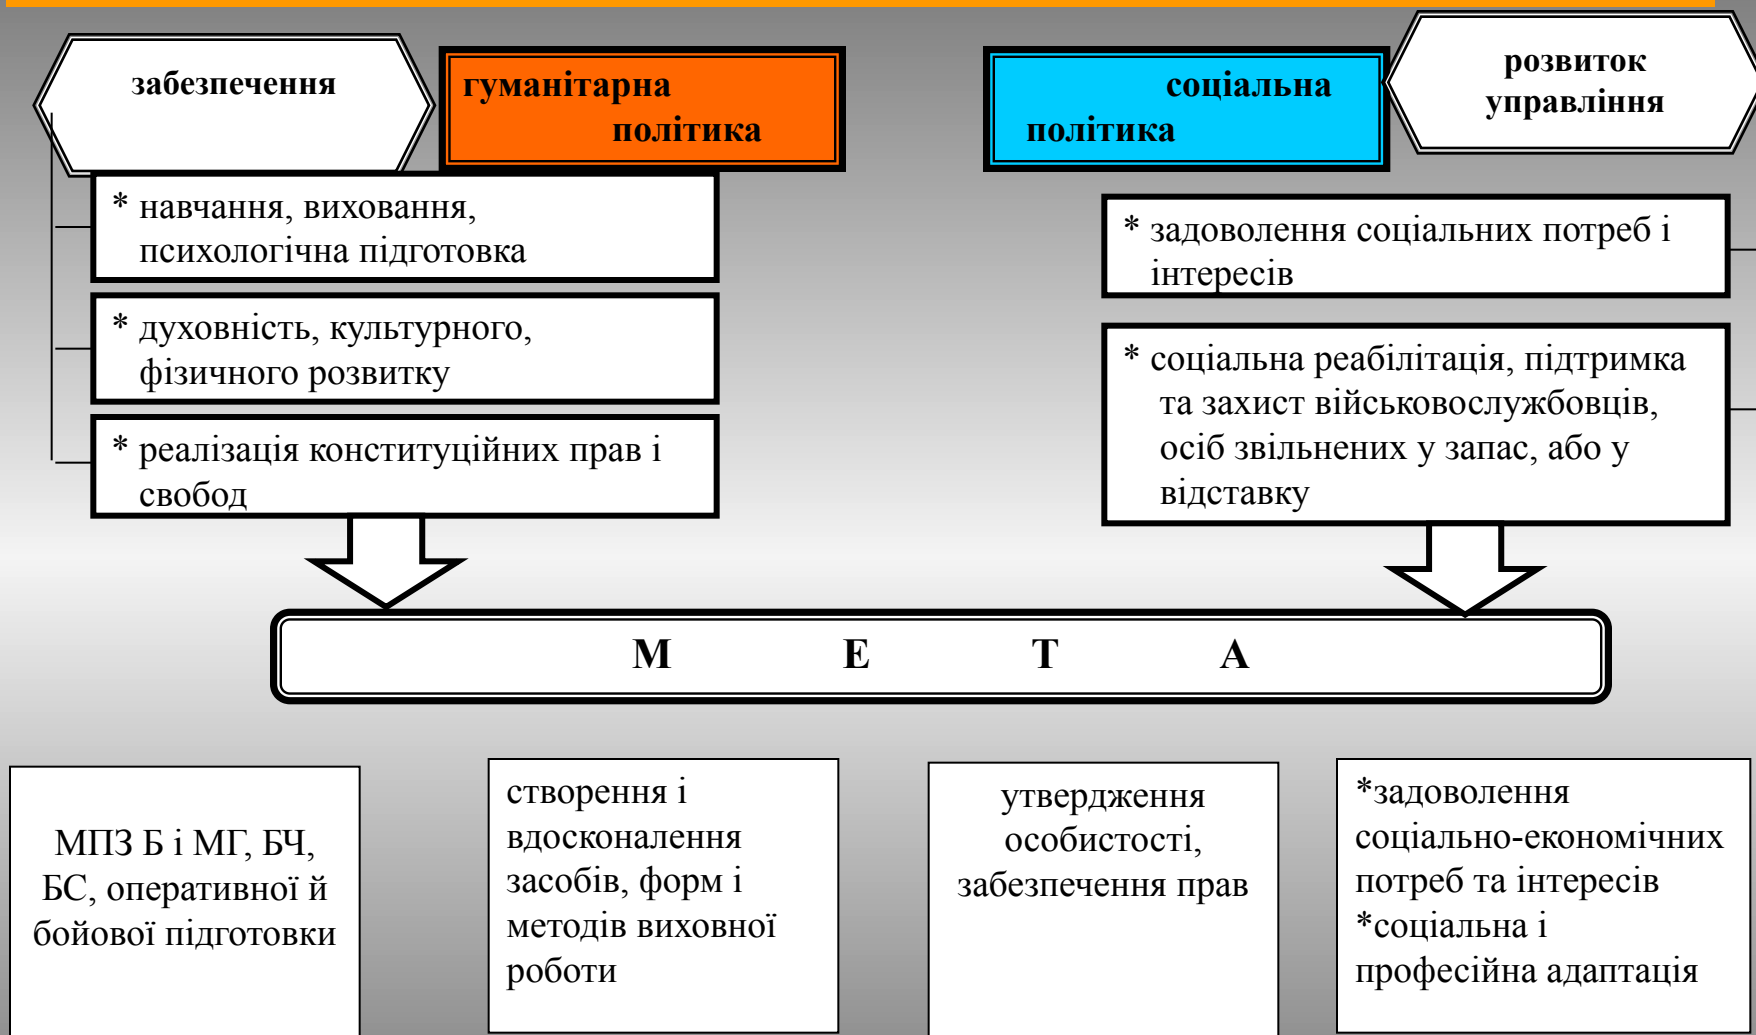 забезпечення
гуманітарна
політика
соціальна
політика
розвиток
управління
* навчання, виховання,
психологічна підготовка
* духовність, культурного,
фізичного розвитку
* реалізація конституційних прав і
свобод
* задоволення соціальних потреб і
інтересів
* соціальна реабілітація, підтримка
та захист військовослужбовців,
осіб звільнених у запас, або у
відставку
М Е Т А
МПЗ Б і МГ, БЧ,
БС, оперативної й
бойової підготовки
створення і
вдосконалення
засобів, форм і
методів виховної
роботи
утвердження
особистості,
забезпечення прав
*задоволення
соціально-економічних
потреб та інтересів
*соціальна і
професійна адаптація